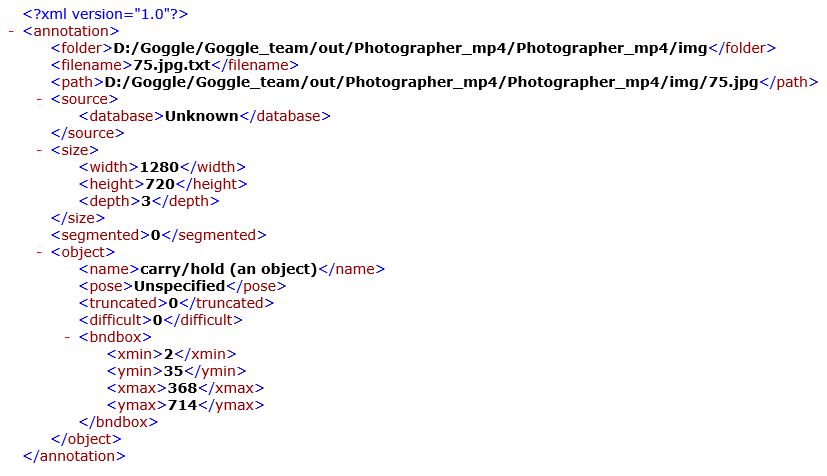 <?xml version="1.0"?>
- <annotation>
<folder>D:/Goggle/Goggle_team/out/Photographer_mp4/Photographer_mp4/img</folder>
<filename>75.jpg.txt</filename>
<path>D:/Goggle/Goggle_team/out/Photographer_mp4/Photographer_mp4/img/75.jpg</path>
- <source>
<database>Unknown</database>
</source>
- <size>
<width>1280</width>
<height>720</height>
<depth>3</depth>
</size>
<segmented>0</segmented>
- <object>
<name>carry/hold (an object)</name>
<pose>Unspecified</pose>
<truncated>0</truncated>
<difficult>0</difficult>
- <bndbox>
<xmin>2</xmin>
<ymin>35</ymin>
<xmax>368</xmax>
<ymax>714</ymax>
</bndbox>
</object>
</annotation>